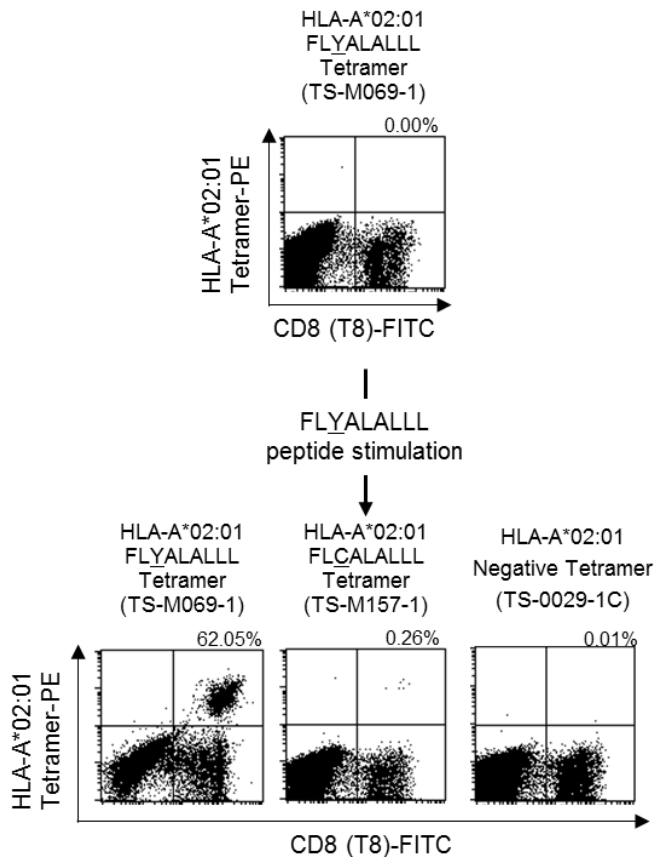 HLA-A*02:01
FLYALALLL
Tetramer
(TS-M069-1)
0.00%
HLA-A*02:01
Tetramer-PE
CD8 (T8)-FITC
FLYALALLL
peptide stimulation
HLA-A*02:01
FLYALALLL
Tetramer
(TS-M069-1)
62.05%
HLA-A*02:01
FLCALALLL
Tetramer
(TS-M157-1)
0.26%
HLA-A*02:01
Negative Tetramer
(TS-0029-1C)
0.01%
HLA-A*02:01
Tetramer-PE
CD8 (T8)-FITC